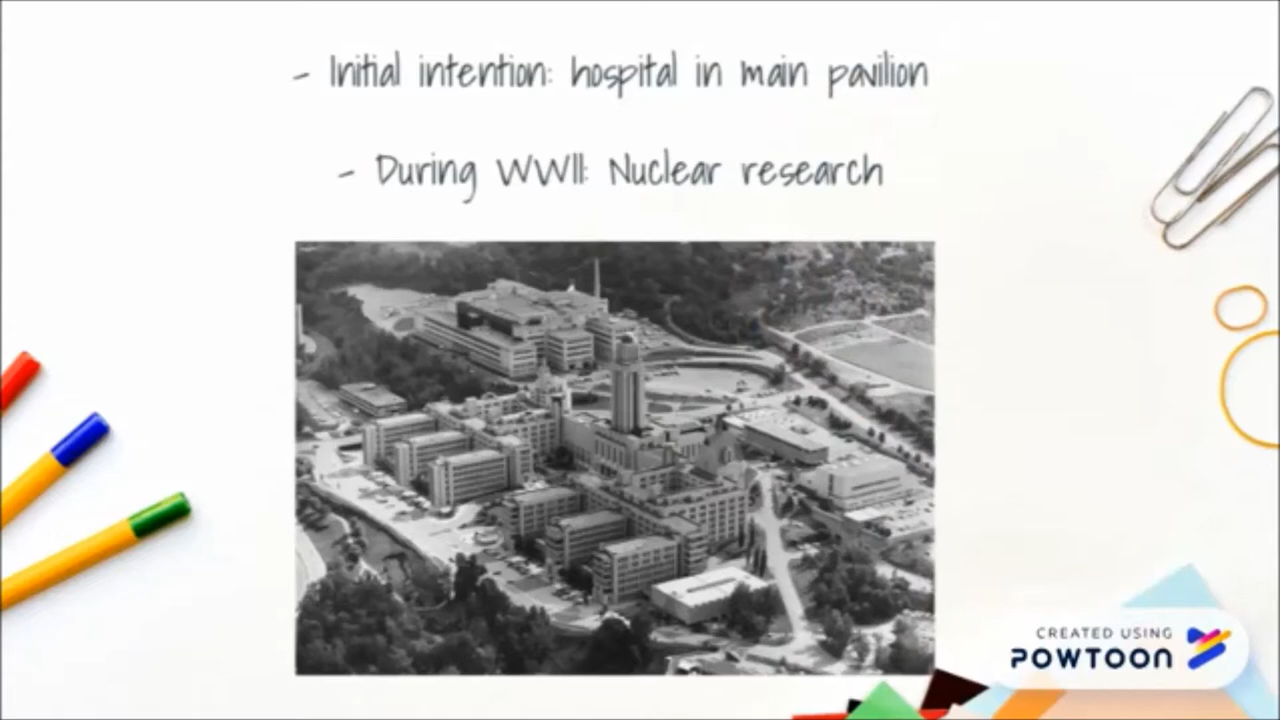 - Initial intention: hospital in main pavilion
- During WWII: Nuclear research
CREATED USING
POWTOON